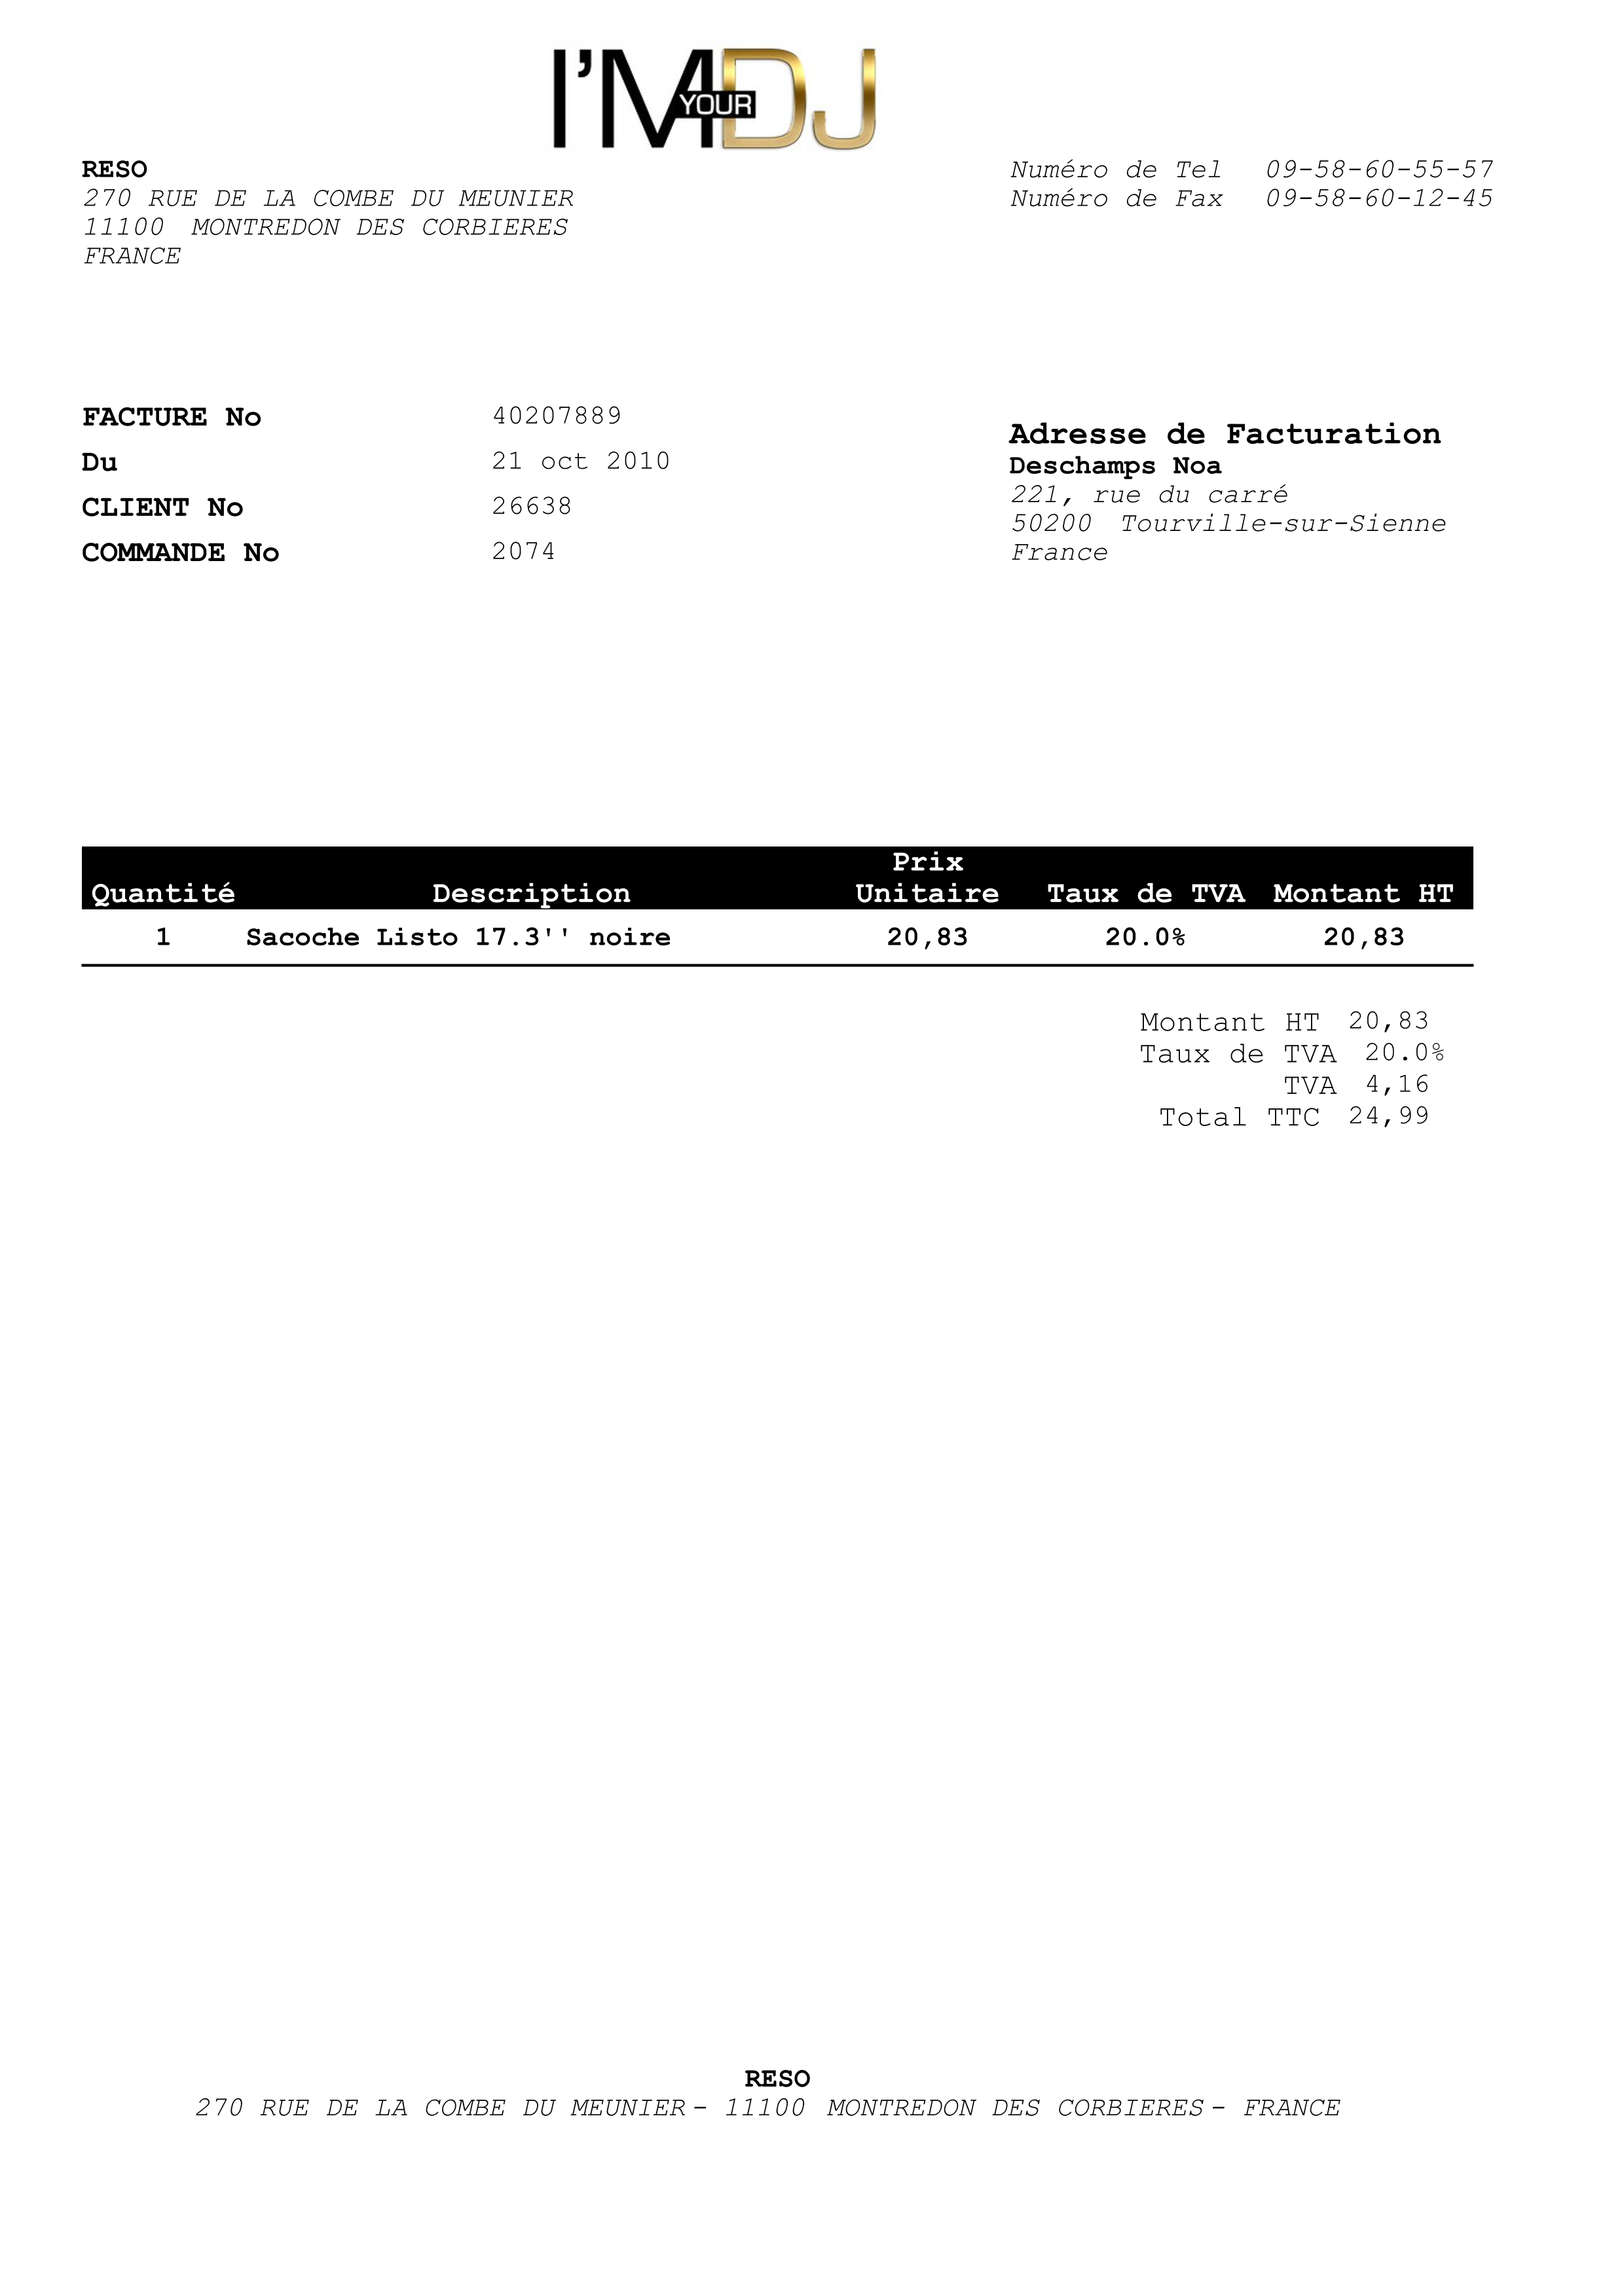 I'M YOUR DJ
RESO
270 RUE DE LA COMBE DU MEUNIER
11100 MONTREDON DES CORBIERES
FRANCE
Numéro de Tel 09-58-60-55-57
Numéro de Fax 09-58-60-12-45
FACTURE No 40207889
Du 21 oct 2010
CLIENT No 26638
COMMANDE No 2074
Adresse de Facturation
Deschamps Noa
221, rue du carré
50200 Tourville-sur-Sienne
France
Quantité Description Prix Unitaire Taux de TVA Montant HT
1 Sacoche Listo 17.3'' noire 20,83 20.0% 20,83
Montant HT 20,83
Taux de TVA 20.0%
TVA 4,16
Total TTC 24,99
RESO
270 RUE DE LA COMBE DU MEUNIER - 11100 MONTREDON DES CORBIERES - FRANCE